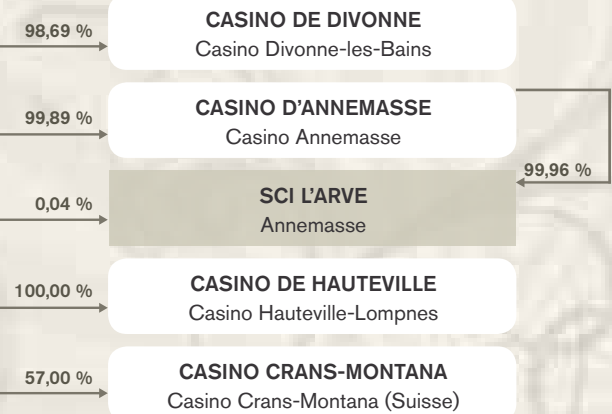 98,69 %
CASINO DE DIVONNE
Casino Divonne-les-Bains
99,89 %
CASINO D'ANNEMASSE
Casino Annemasse
99,96 %
0,04 %
SCI L'ARVE
Annemasse
100,00 %
CASINO DE HAUTEVILLE
Casino Hauteville-Lompnes
57,00 %
CASINO CRANS-MONTANA
Casino Crans-Montana (Suisse)